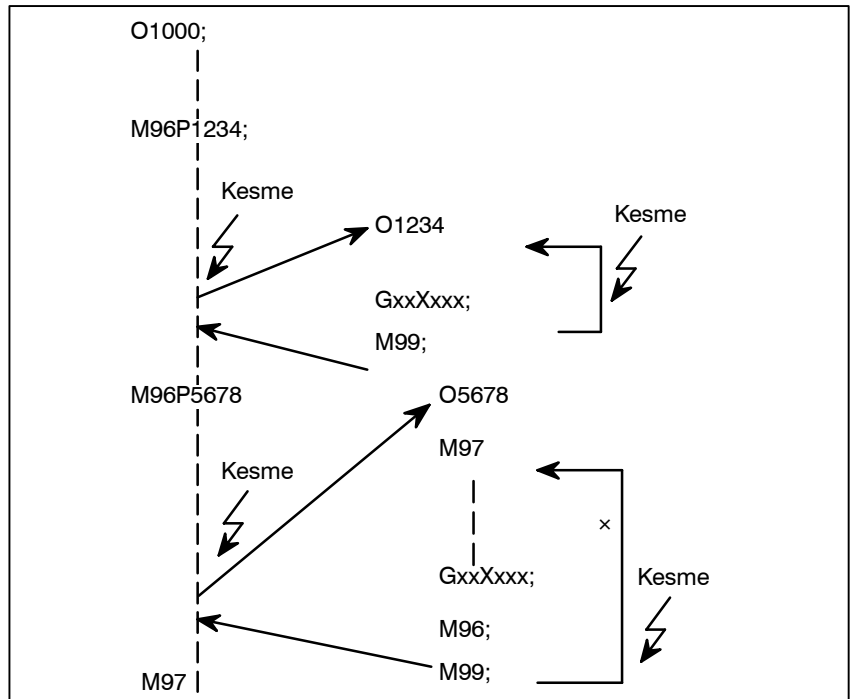 O1000;
M96P1234;
Kesme
Kesme
O1234
GxxXxxx;
M99;
M96P5678
O5678
M97
Kesme
×
GxxXxxx;
Kesme
M96;
M99;
M97